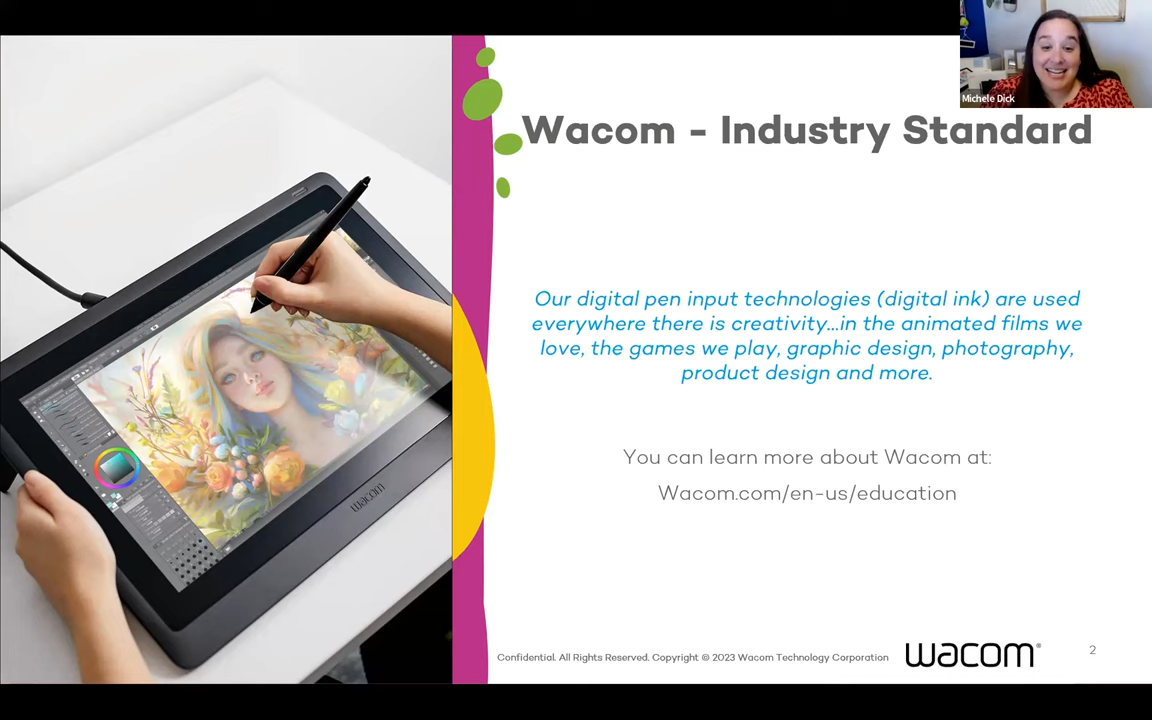 Michele Dick
Wacom - Industry Standard
Our digital pen input technologies (digital ink) are used
everywhere there is creativity...in the animated films we
love, the games we play, graphic design, photography,
product design and more.
You can learn more about Wacom at:
Wacom.com/en-us/education
wacom
Confidential. All Rights Reserved. Copyright © 2023 Wacom Technology Corporation
wacom®
2